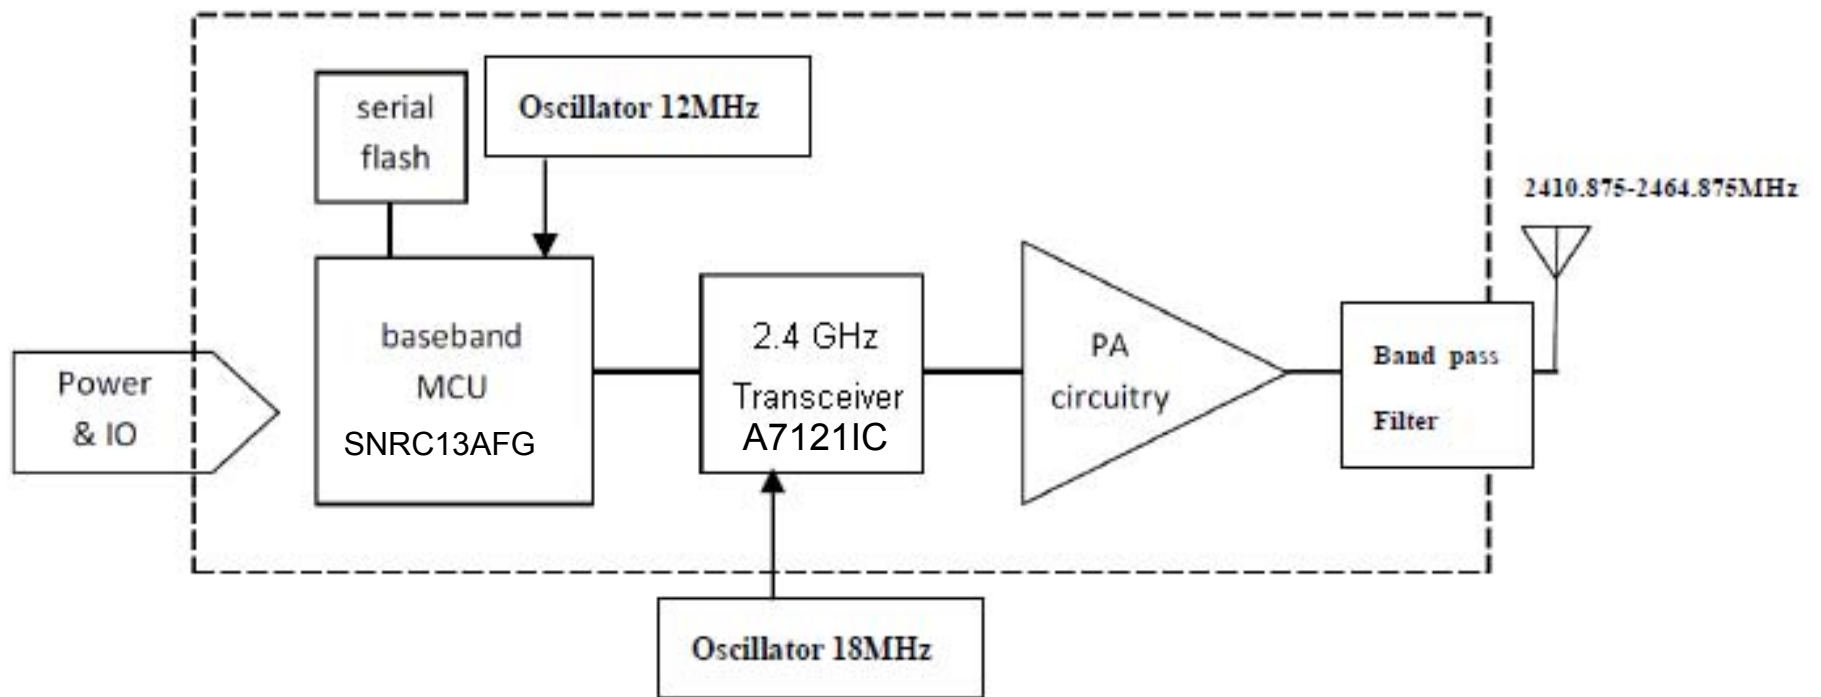 serial
flash
Oscillator 12MHz
2410.875-2464.875MHz
Power
& IO
baseband
MCU
SNRC13AFG
2.4 GHz
Transceiver
A7121IC
PA
circuitry
Band pass
Filter
Oscillator 18MHz